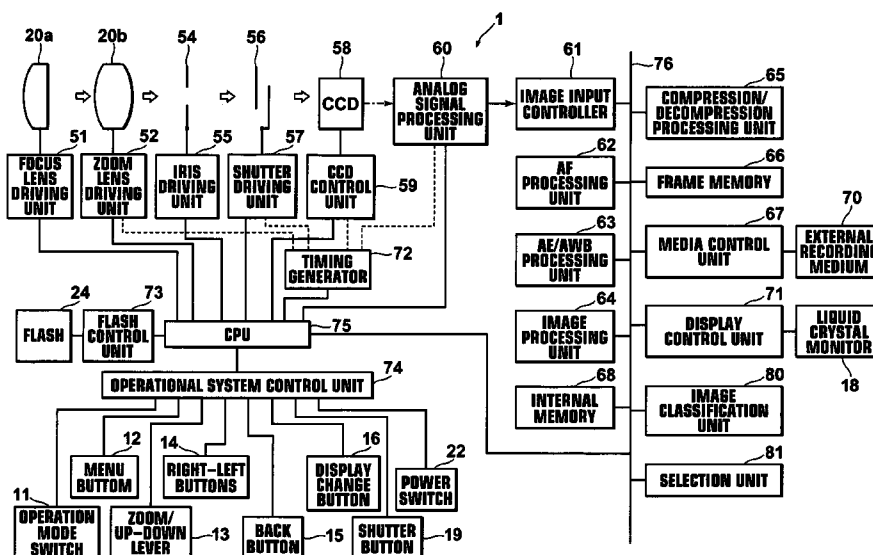 1
20a
20b
54
56
58
60
61
76
65
CCD
ANALOG
SIGNAL
PROCESSING
UNIT
IMAGE INPUT
CONTROLLER
COMPRESSION/
DECOMPRESSION
PROCESSING UNIT
51
52
55
57
59
FOCUS
LENS
DRIVING
UNIT
ZOOM
LENS
DRIVING
UNIT
IRIS
DRIVING
UNIT
SHUTTER
DRIVING
UNIT
CCD
CONTROL
UNIT
62
AF
PROCESSING
UNIT
66
FRAME MEMORY
63
AE/AWB
PROCESSING
UNIT
67
MEDIA CONTROL
UNIT
70
EXTERNAL
RECORDING
MEDIUM
72
TIMING
GENERATOR
24
FLASH
73
FLASH
CONTROL
UNIT
CPU
75
64
IMAGE
PROCESSING
UNIT
71
DISPLAY
CONTROL UNIT
LIQUID
CRYSTAL
MONITOR
18
74
OPERATIONAL SYSTEM CONTROL UNIT
68
INTERNAL
MEMORY
80
IMAGE
CLASSIFICATION
UNIT
12
MENU
BUTTOM
14
RIGHT-LEFT
BUTTONS
16
DISPLAY
CHANGE
BUTTON
22
POWER
SWITCH
81
SELECTION UNIT
11
OPERATION
MODE
SWITCH
ZOOM/
UP-DOWN
LEVER
13
BACK
BUTTON
15
SHUTTER
BUTTON
19